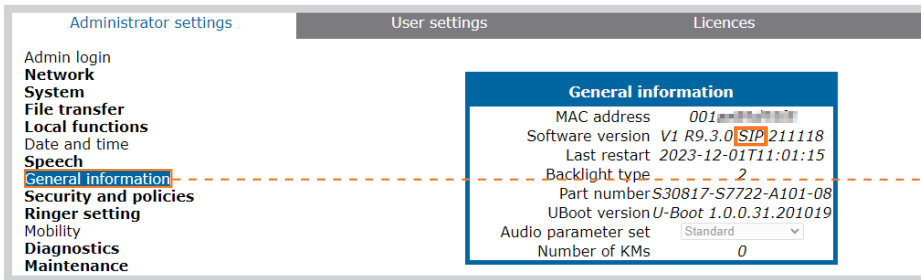 Administrator settings User settings Licences
Admin login
Network
System
File transfer
Local functions
Date and time
Speech
General information
Security and policies
Ringer setting
Mobility
Diagnostics
Maintenance
General information
MAC address 001
Software version V1 R9.3.0 SIP 211118
Last restart 2023-12-01T11:01:15
Backlight type 2
Part number S30817-S7722-A101-08
UBoot version U-Boot 1.0.0.31.201019
Audio parameter set Standard
Number of KMs 0